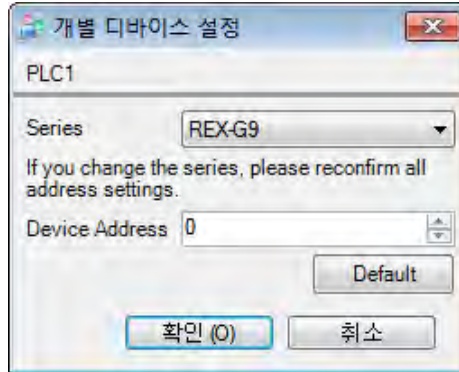 개별 디바이스 설정
PLC1
Series REX-G9
If you change the series, please reconfirm all
address settings.
Device Address 0
Default
확인 (O) 취소